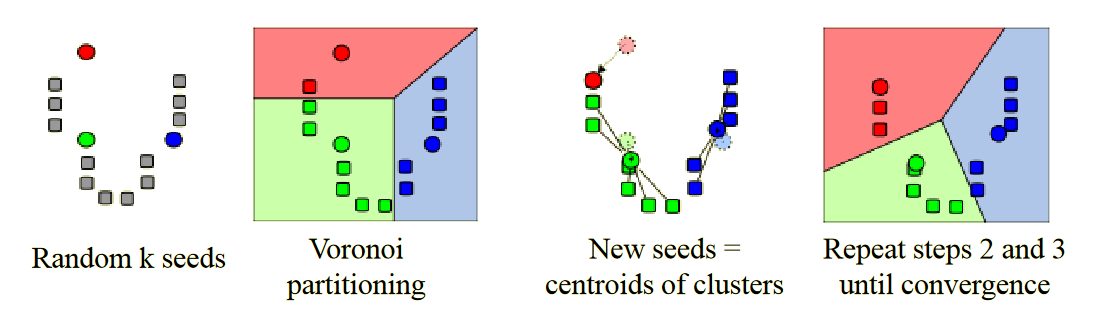 Random k seeds
Voronoi
partitioning
New seeds =
centroids of clusters
Repeat steps 2 and 3
until convergence